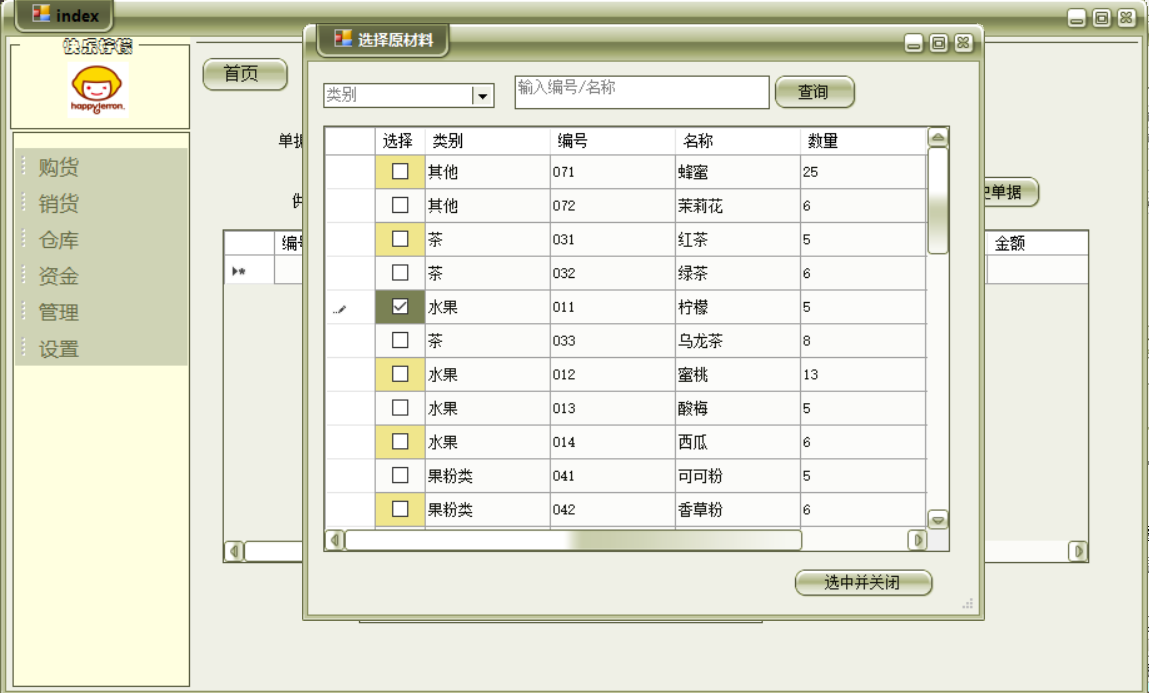 index
快乐柠檬
happylemon.
购货
销货
仓库
资金
管理
设置
首页
单据
供
史单据
编号
金额
选择原材料
类别
输入编号/名称
查询
选择 类别 编号 名称 数量
其他 071 蜂蜜 25
其他 072 茉莉花 6
茶 031 红茶 5
茶 032 绿茶 6
水果 011 柠檬 5
茶 033 乌龙茶 8
水果 012 蜜桃 13
水果 013 酸梅 5
水果 014 西瓜 6
果粉类 041 可可粉 5
果粉类 042 香草粉 6
选中并关闭